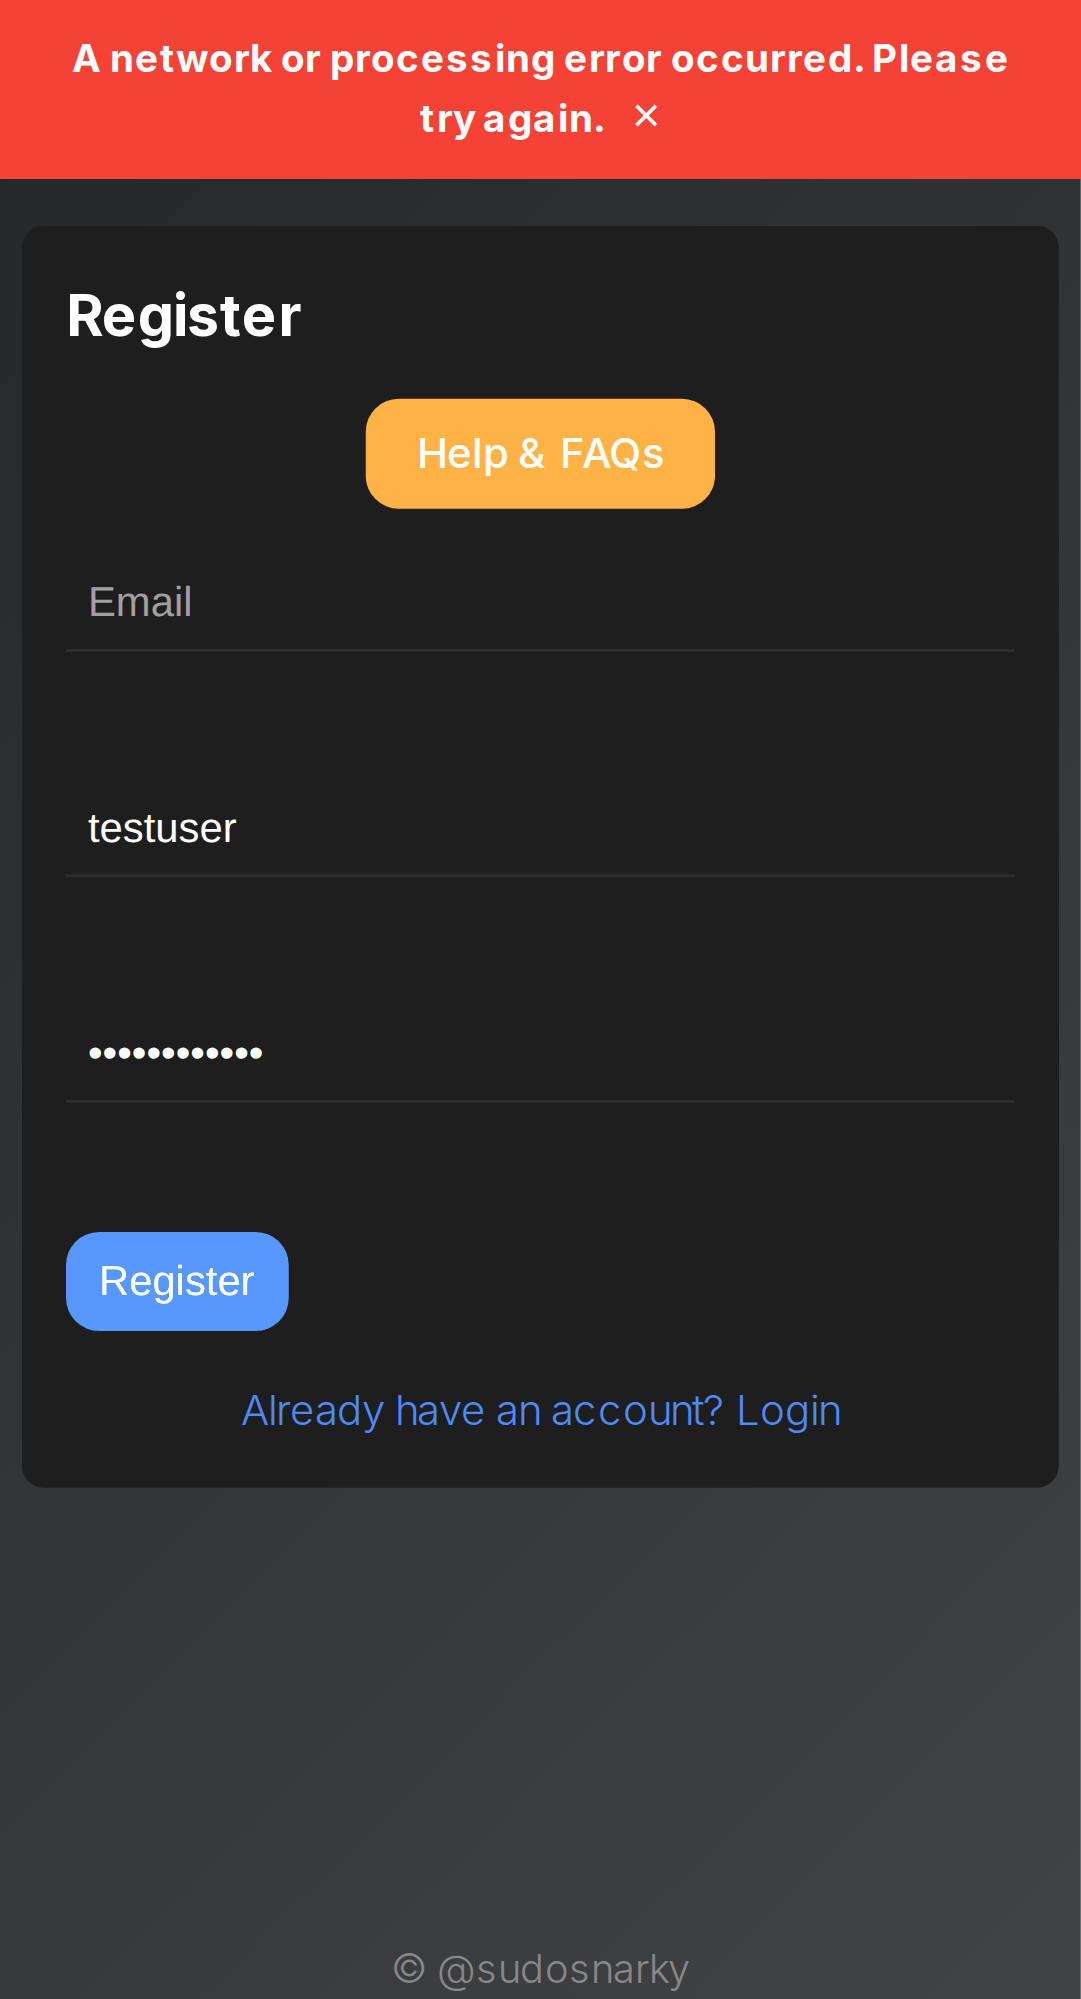 A network or processing error occurred. Please
try again. ×
Register
Help & FAQs
Email
testuser
••••••••••••
Register
Already have an account? Login
© @sudosnarky